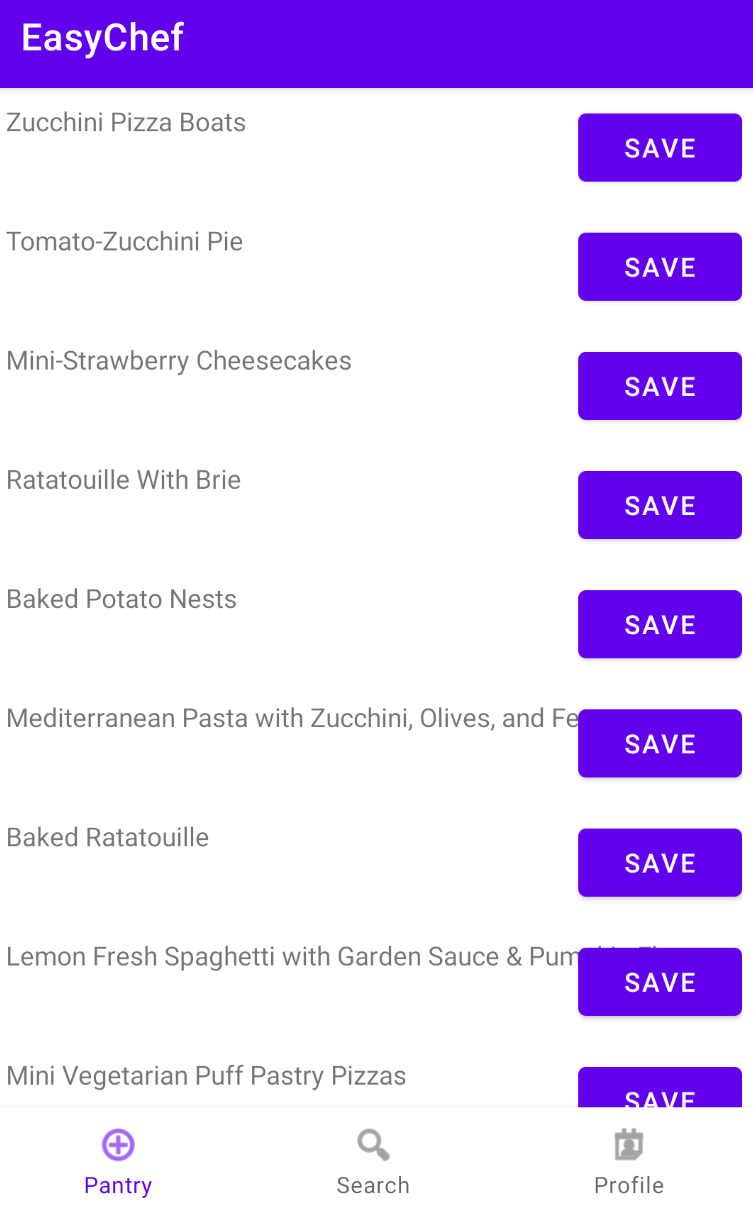 EasyChef
Zucchini Pizza Boats
SAVE
Tomato-Zucchini Pie
SAVE
Mini-Strawberry Cheesecakes
SAVE
Ratatouille With Brie
SAVE
Baked Potato Nests
SAVE
Mediterranean Pasta with Zucchini, Olives, and Fe
SAVE
Baked Ratatouille
SAVE
Lemon Fresh Spaghetti with Garden Sauce & Pum
SAVE
Mini Vegetarian Puff Pastry Pizzas
SAVE
Pantry Search Profile